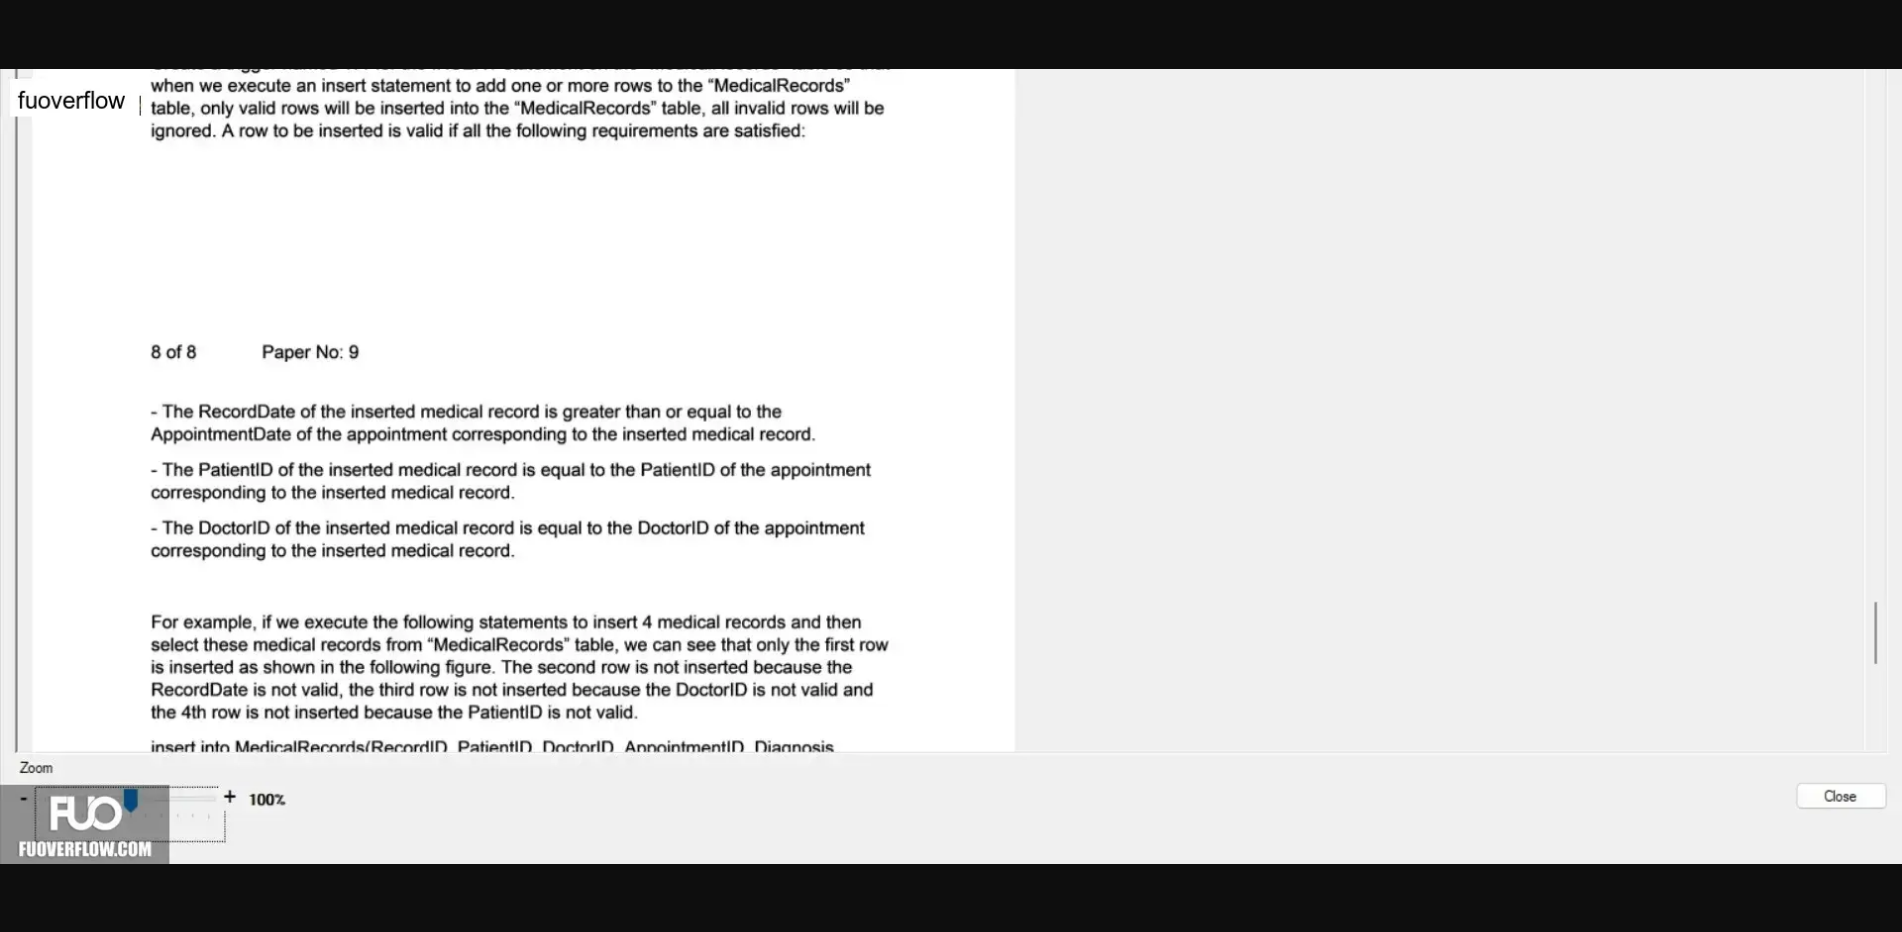 fuoverflow
when we execute an insert statement to add one or more rows to the “MedicalRecords”
table, only valid rows will be inserted into the “MedicalRecords” table, all invalid rows will be
ignored. A row to be inserted is valid if all the following requirements are satisfied:
8 of 8 Paper No: 9
- The RecordDate of the inserted medical record is greater than or equal to the
AppointmentDate of the appointment corresponding to the inserted medical record.
- The PatientID of the inserted medical record is equal to the PatientID of the appointment
corresponding to the inserted medical record.
- The DoctorID of the inserted medical record is equal to the DoctorID of the appointment
corresponding to the inserted medical record.
For example, if we execute the following statements to insert 4 medical records and then
select these medical records from “MedicalRecords” table, we can see that only the first row
is inserted as shown in the following figure. The second row is not inserted because the
RecordDate is not valid, the third row is not inserted because the DoctorID is not valid and
the 4th row is not inserted because the PatientID is not valid.
insert into MedicalRecords(RecordID, PatientID, DoctorID, AppointmentID, Diagnosis,
Zoom
- + 100%
Close
FUO
FUOVERFLOW.COM